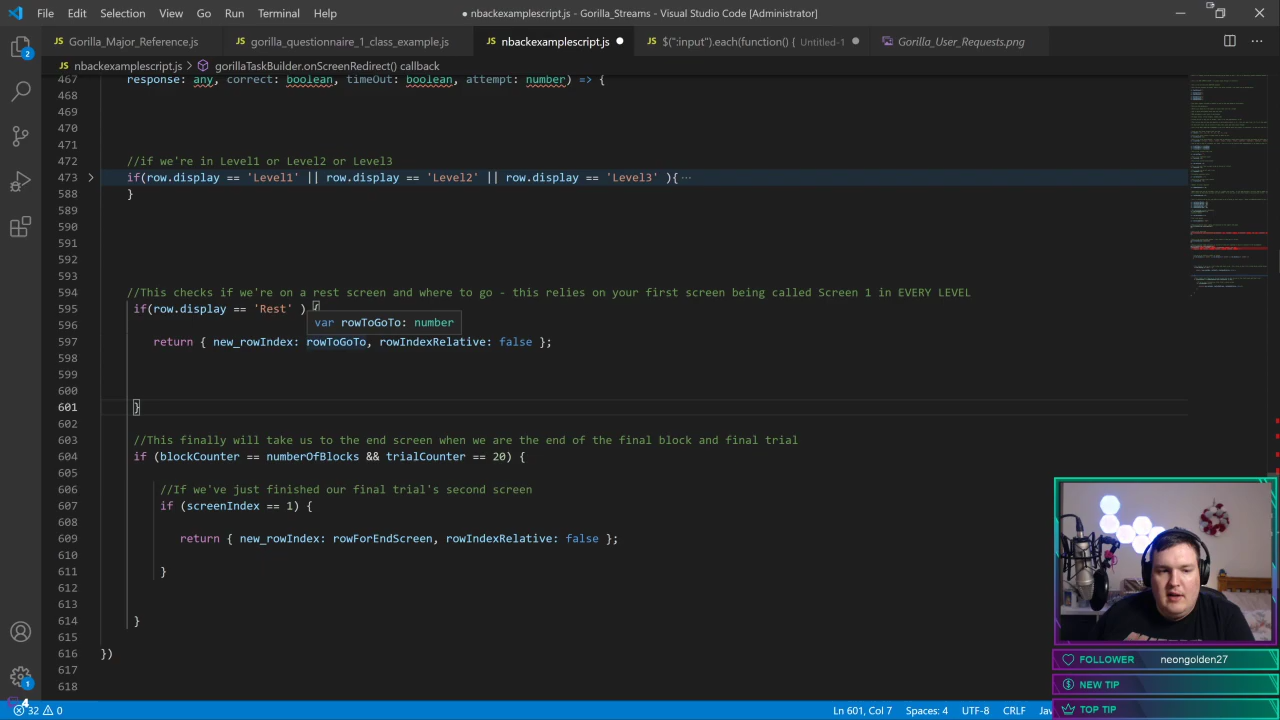 File Edit Selection View Go Run Terminal Help
nbackexamplescript.js - Gorilla_Streams - Visual Studio Code [Administrator]
JS Gorilla_Major_Reference.js JS gorilla_questionnaire_1_class_example.js JS nbackexamplescript.js JS $(":input").each(function() { Untitled-1 Gorilla_User_Requests.png
JS nbackexamplescript.js > gorillaTaskBuilder.onScreenRedirect() callback
467 response: any, correct: boolean, timeOut: boolean, attempt: number) => {
468
469
470
471
472 //if we're in Level1 or Level2 or Level3
473 if(row.display == 'Level1' || row.display == 'Level2' || row.display == 'Level3' ){···
588 }
589
590
591
592
593
594 //This checks if we're on a rest screen and where to go - this relies on your first screen being called Screen 1 in EVERY LEVEL
595 if(row.display == 'Rest' ) {
596 var rowToGoTo: number
597 return { new_rowIndex: rowToGoTo, rowIndexRelative: false };
598
599
600
601 }
602
603 //This finally will take us to the end screen when we are the end of the final block and final trial
604 if (blockCounter == numberOfBlocks && trialCounter == 20) {
605
606 //If we've just finished our final trial's second screen
607 if (screenIndex == 1) {
608
609 return { new_rowIndex: rowForEndScreen, rowIndexRelative: false };
610
611 }
612
613
614 }
615
616 })
617
618
FOLLOWER neongolden27
NEW TIP
TOP TIP
2
1
4
32 0 Ln 601, Col 7 Spaces: 4 UTF-8 CRLF